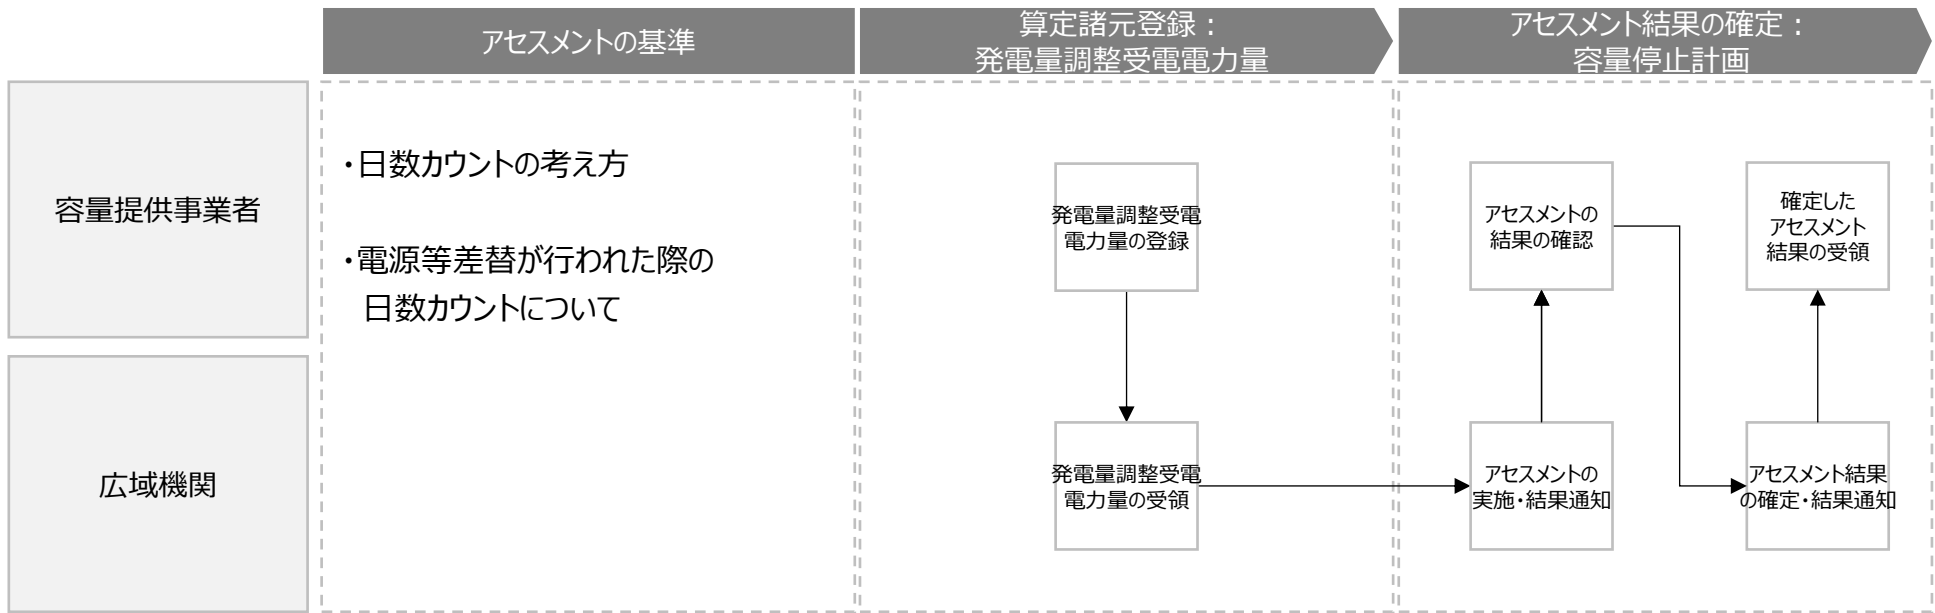 アセスメントの基準
算定諸元登録：
発電量調整受電電力量
アセスメント結果の確定：
容量停止計画
容量提供事業者
・日数カウントの考え方
・電源等差替が行われた際の
日数カウントについて
発電量調整受電
電力量の登録
アセスメントの
結果の確認
確定した
アセスメント
結果の受領
広域機関
発電量調整受電
電力量の受領
アセスメントの
実施・結果通知
アセスメント結果
の確定・結果通知